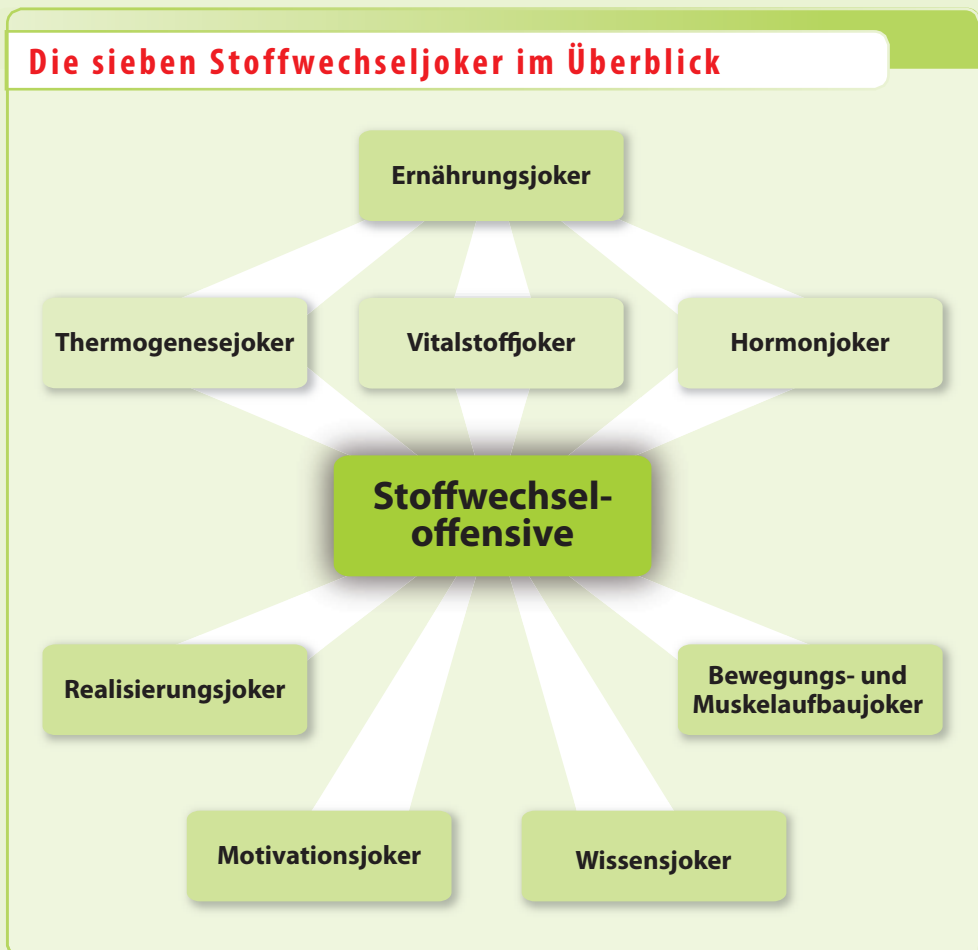 Die sieben Stoffwechseljoker im Überblick
Ernährungsjoker
Thermogenesejoker
Vitalstoffjoker
Hormonjoker
Stoffwechsel-
offensive
Realisierungsjoker
Bewegungs- und
Muskelaufbaujoker
Motivationsjoker
Wissensjoker